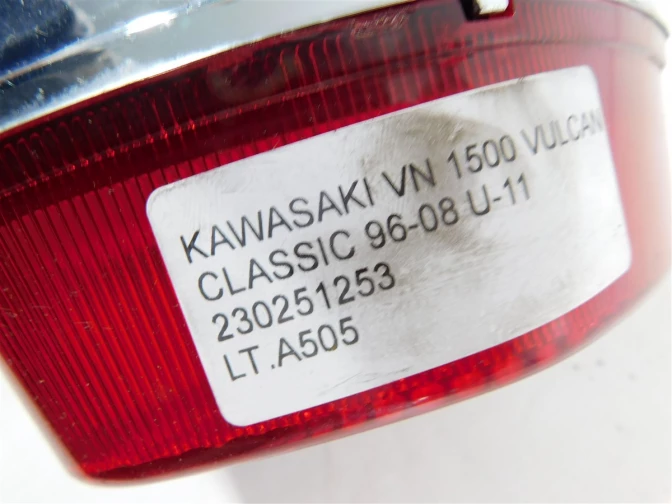 KAWASAKI VN 1500 VULCAN
CLASSIC 96-08 U-11
230251253
LT.A505